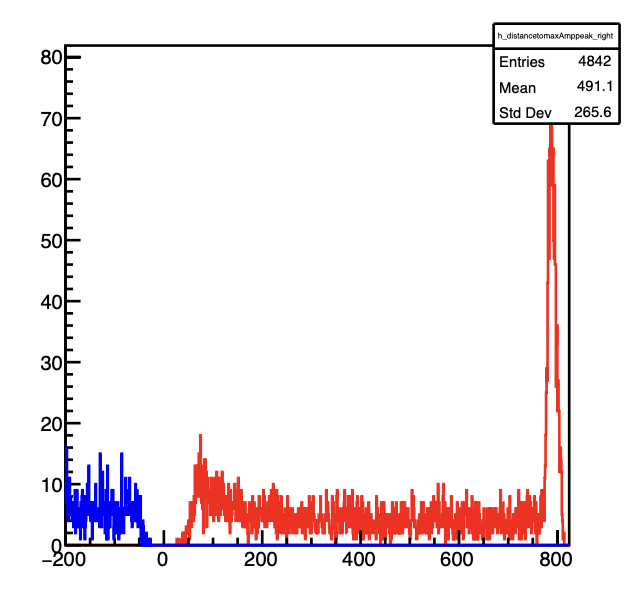 h_distancetomaxAmppeak_right
Entries 4842
Mean 491.1
Std Dev 265.6
80
70
60
50
40
30
20
10
0
−200 0 200 400 600 800